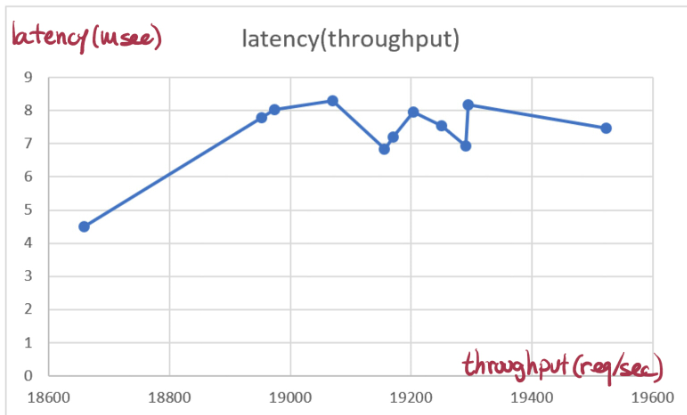 latency(msec)
latency(throughput)
9
8
7
6
5
4
3
2
1
0
throughput(req/sec)
18600 18800 19000 19200 19400 19600